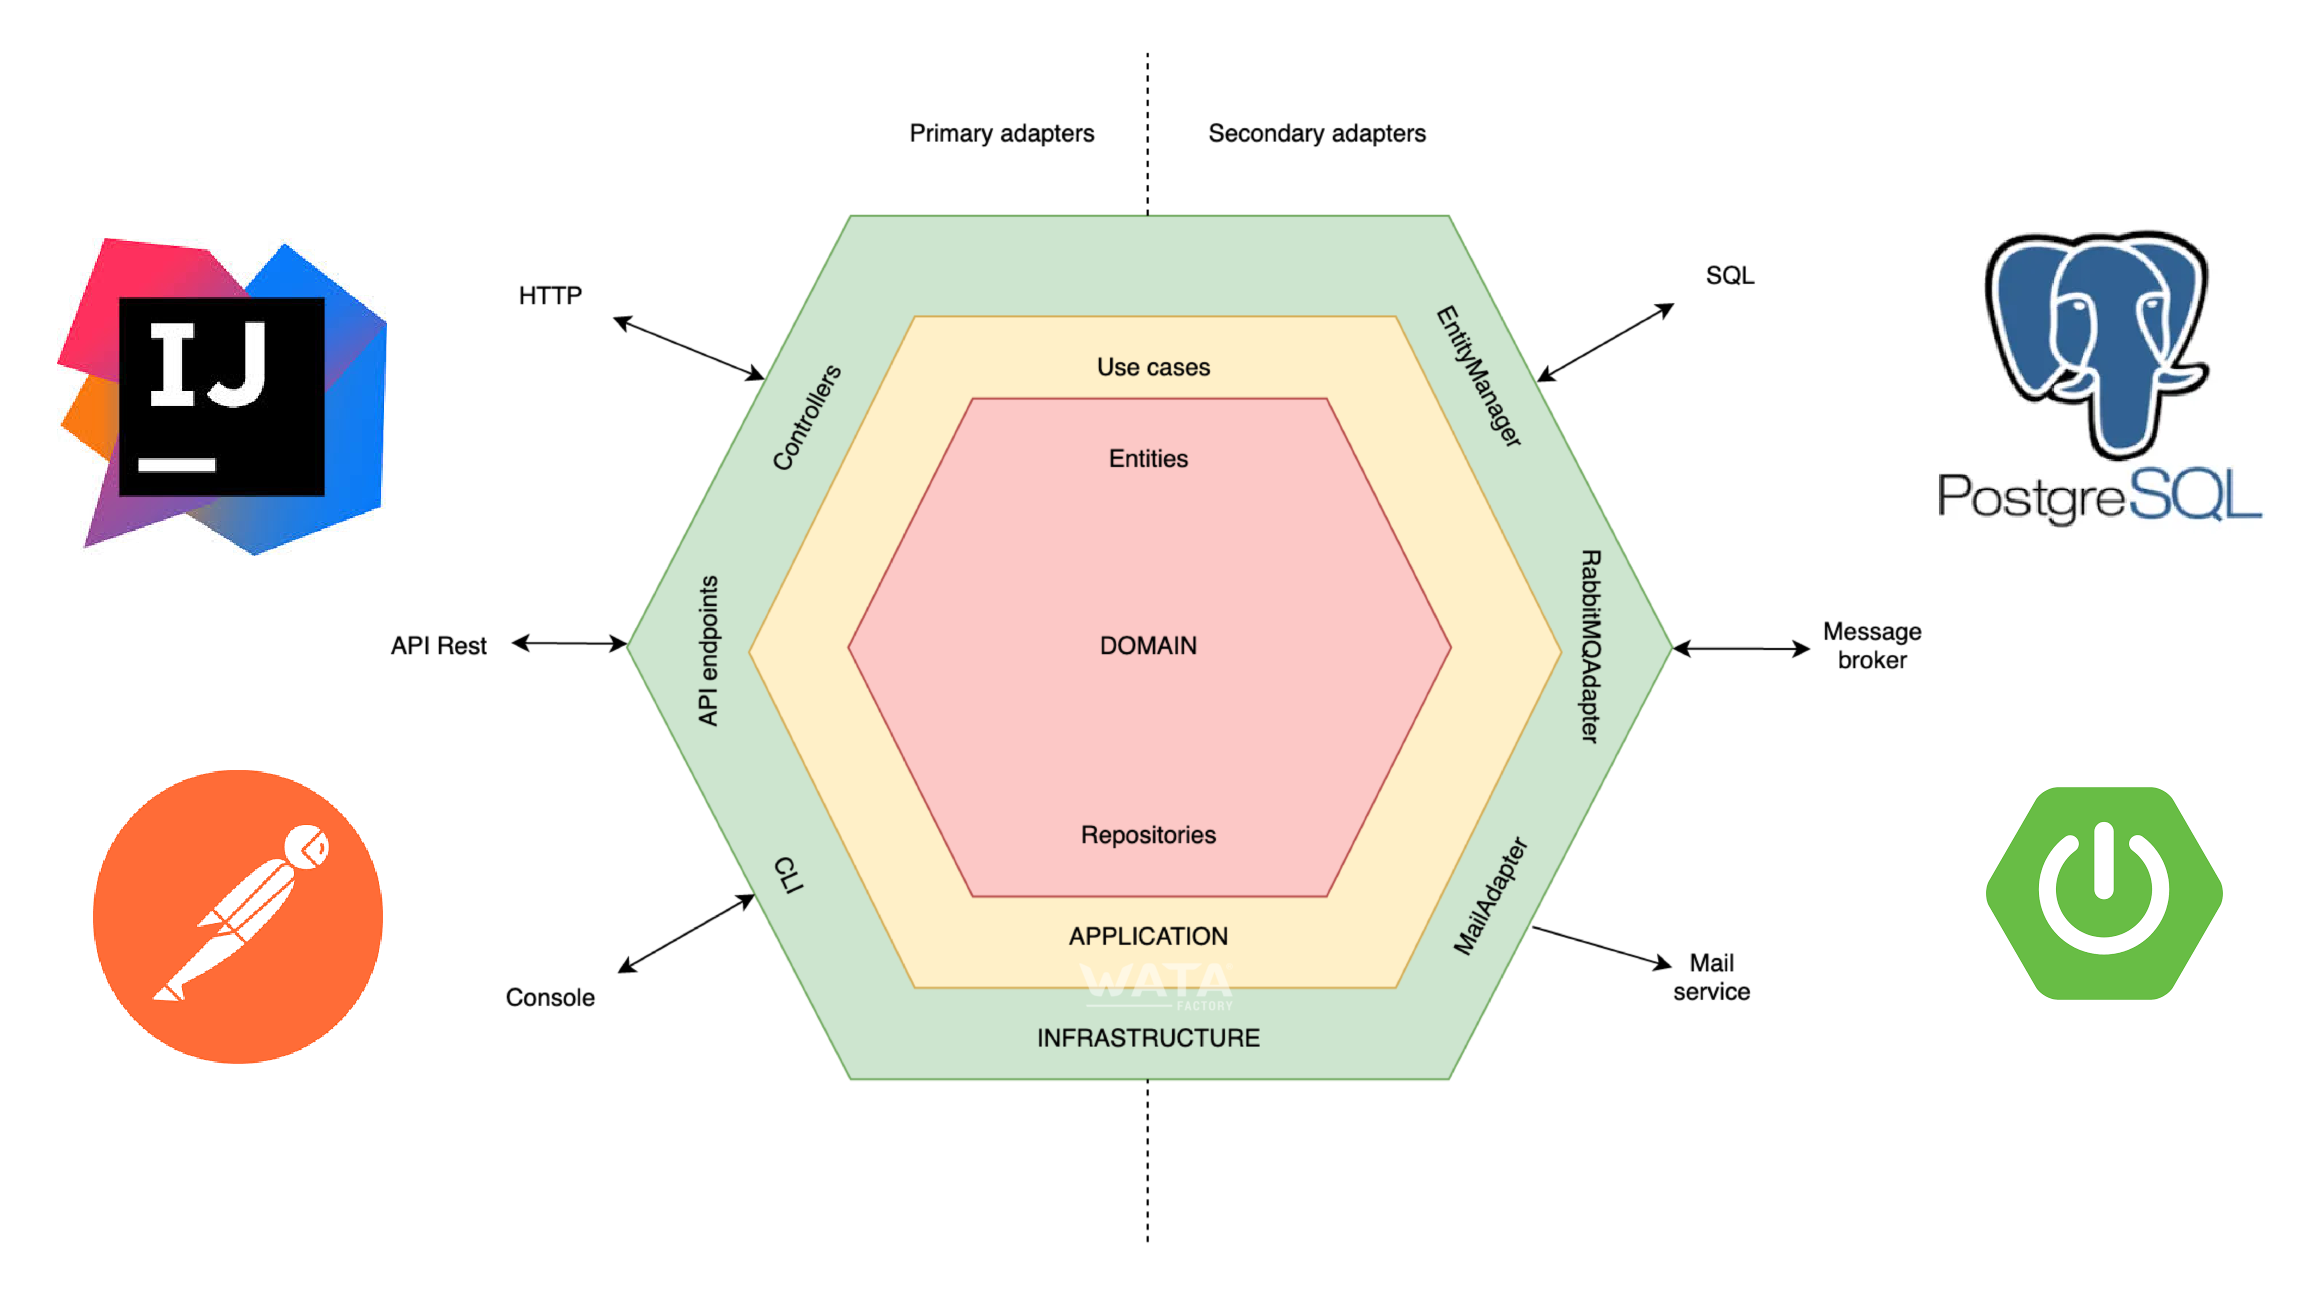 Primary adapters
Secondary adapters
HTTP
SQL
IJ
Controllers
EntityManager
Use cases
Entities
PostgreSQL
API Rest
API endpoints
DOMAIN
RabbitMQAdapter
Message
broker
Repositories
CLI
MailAdapter
APPLICATION
Mail
service
Console
WATA
FACTORY
INFRASTRUCTURE